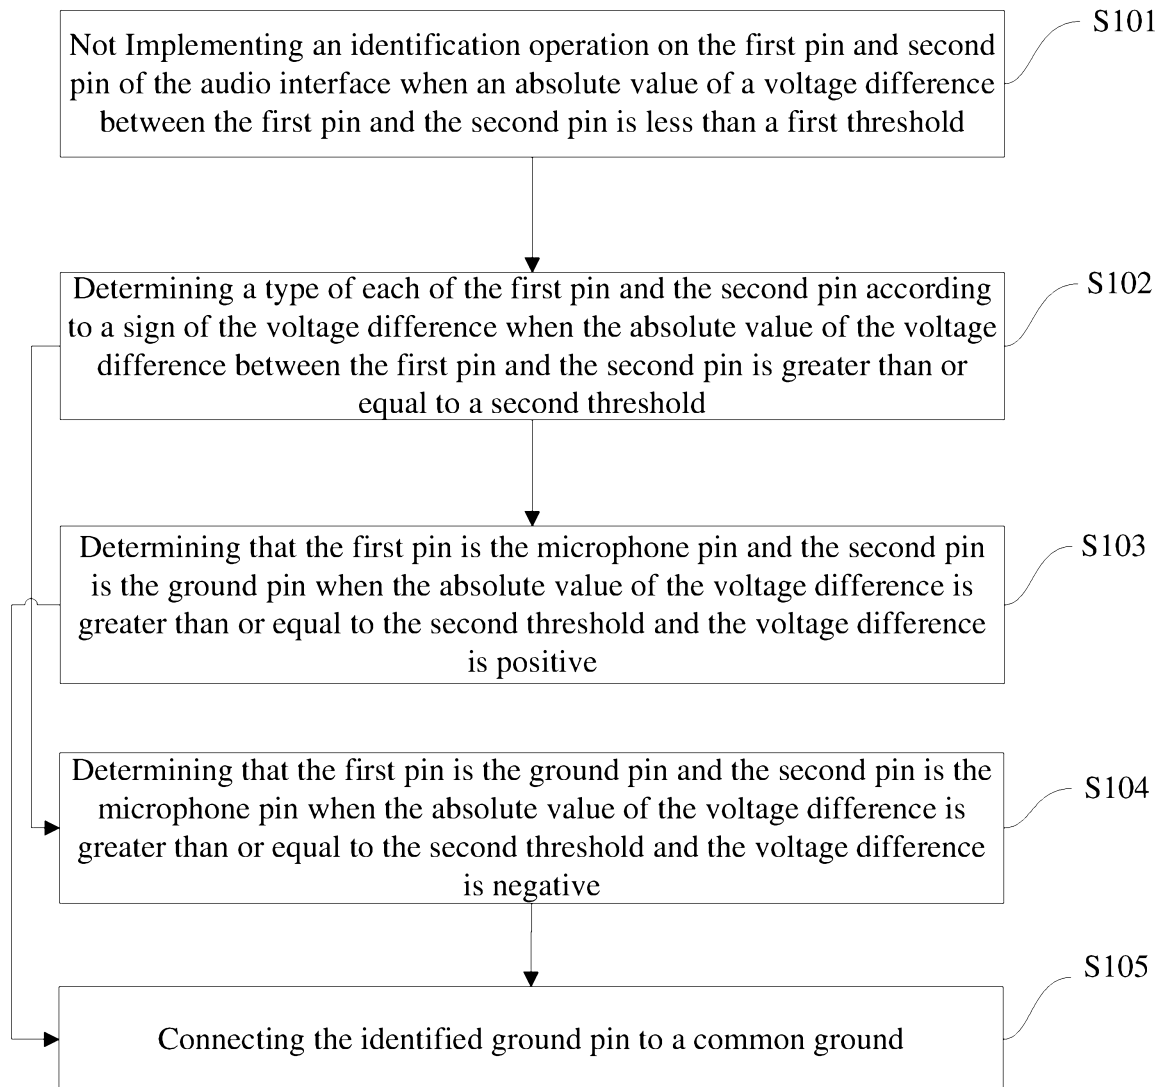 S101
Not Implementing an identification operation on the first pin and second
pin of the audio interface when an absolute value of a voltage difference
between the first pin and the second pin is less than a first threshold
S102
Determining a type of each of the first pin and the second pin according
to a sign of the voltage difference when the absolute value of the voltage
difference between the first pin and the second pin is greater than or
equal to a second threshold
S103
Determining that the first pin is the microphone pin and the second pin
is the ground pin when the absolute value of the voltage difference is
greater than or equal to the second threshold and the voltage difference
is positive
S104
Determining that the first pin is the ground pin and the second pin is the
microphone pin when the absolute value of the voltage difference is
greater than or equal to the second threshold and the voltage difference
is negative
S105
Connecting the identified ground pin to a common ground